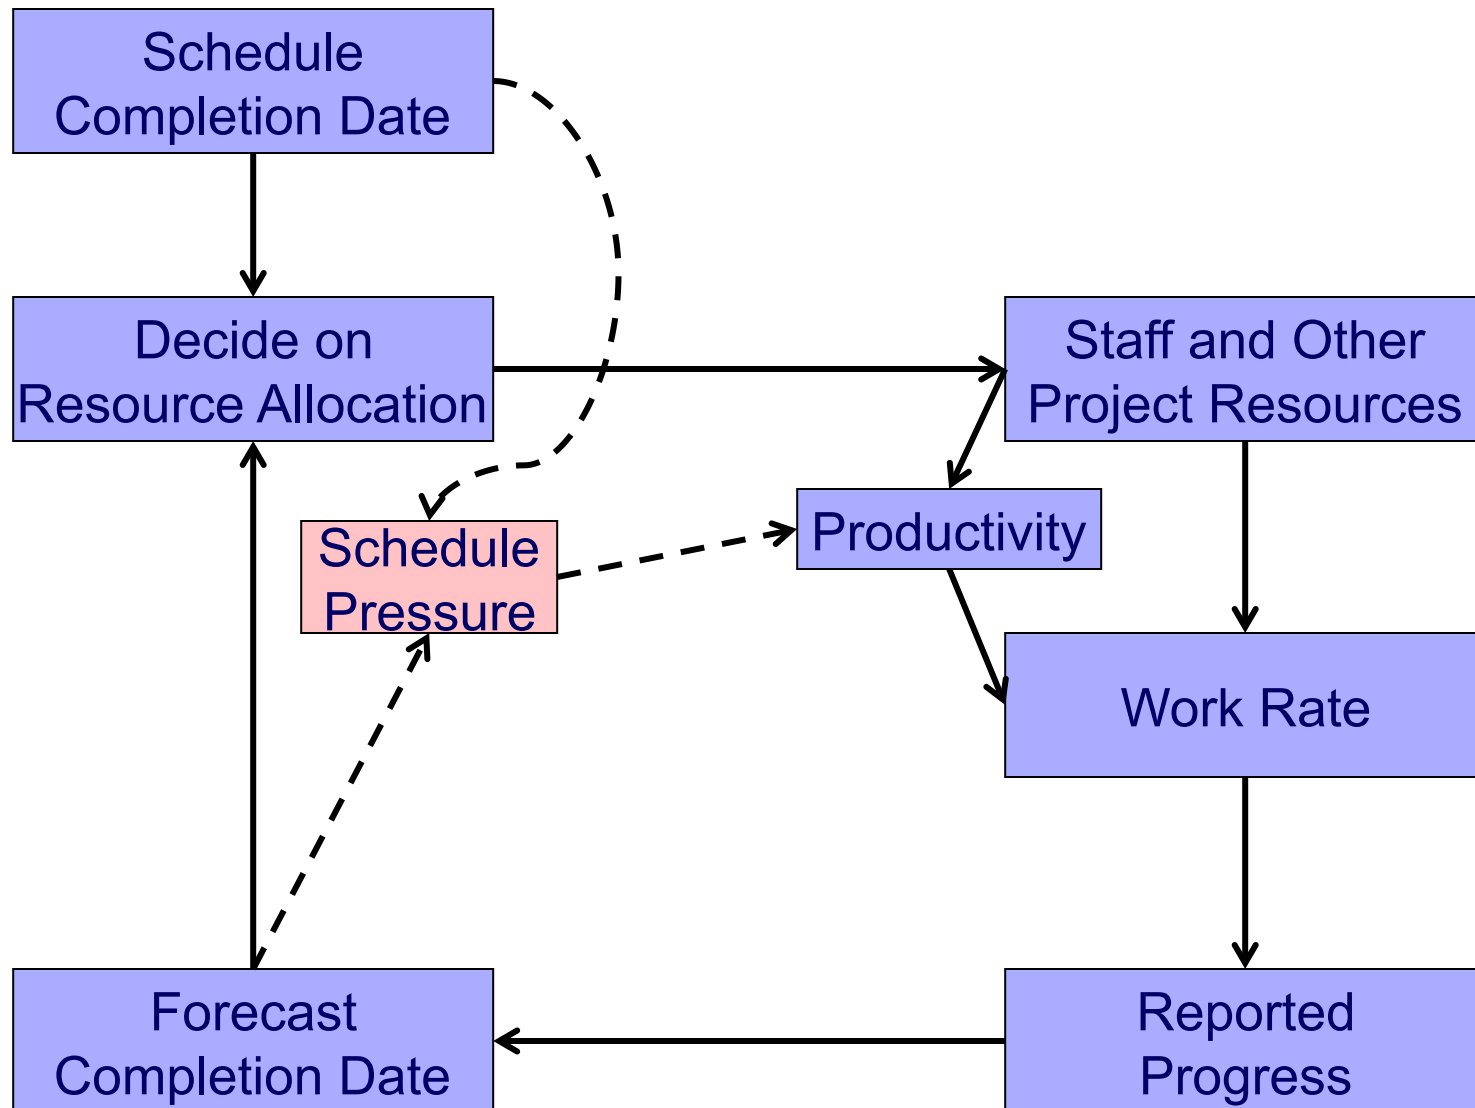 Schedule
Completion Date
Decide on
Resource Allocation
Staff and Other
Project Resources
Schedule
Pressure
Productivity
Work Rate
Forecast
Completion Date
Reported
Progress